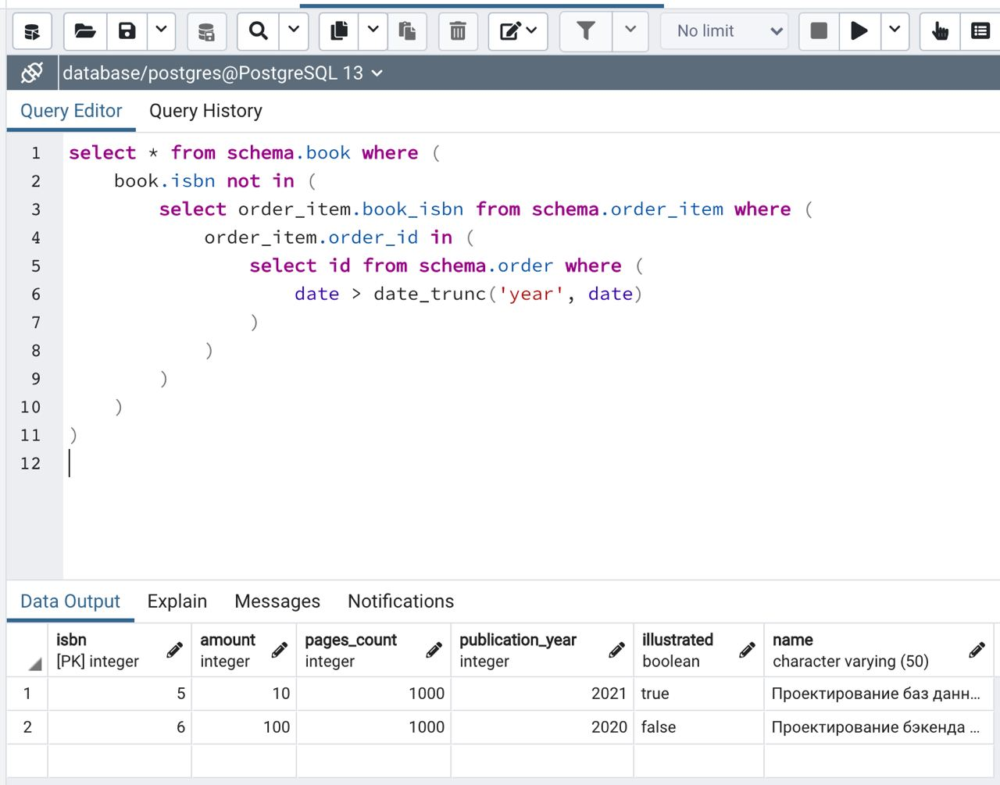 No limit
database/postgres@PostgreSQL 13
Query Editor Query History
1 select * from schema.book where (
2 book.isbn not in (
3 select order_item.book_isbn from schema.order_item where (
4 order_item.order_id in (
5 select id from schema.order where (
6 date > date_trunc('year', date)
7 )
8 )
9 )
10 )
11 )
12
Data Output Explain Messages Notifications
isbn amount pages_count publication_year illustrated name
[PK] integer integer integer integer boolean character varying (50)
1 5 10 1000 2021 true Проектирование баз данн...
2 6 100 1000 2020 false Проектирование бэкенда ...